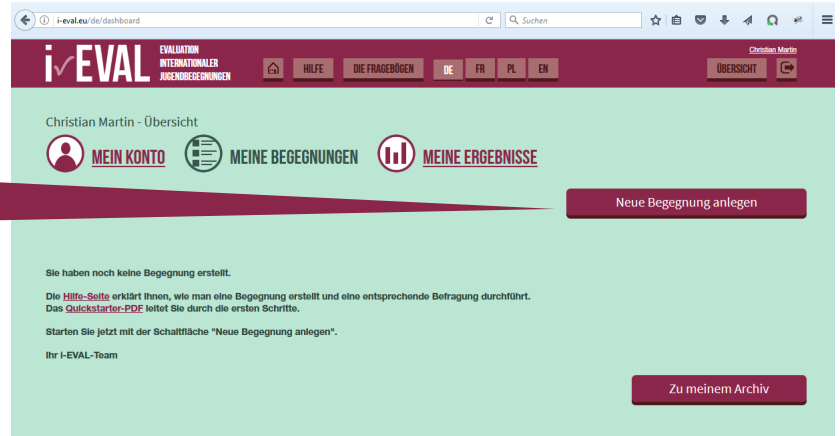 i-eval.eu/de/dashboard
Suchen
i EVAL
EVALUATION
INTERNATIONALER
JUGENDBEGEGNUNGEN
HILFE
DIE FRAGEBÖGEN
DE
FR
PL
EN
Christian Martin
ÜBERSICHT
Christian Martin - Übersicht
MEIN KONTO
MEINE BEGEGNUNGEN
MEINE ERGEBNISSE
Neue Begegnung anlegen
Sie haben noch keine Begegnung erstellt.
Die Hilfe-Seite erklärt Ihnen, wie man eine Begegnung erstellt und eine entsprechende Befragung durchführt.
Das Quickstarter-PDF leitet Sie durch die ersten Schritte.
Starten Sie jetzt mit der Schaltfläche "Neue Begegnung anlegen".
Ihr i-EVAL-Team
Zu meinem Archiv